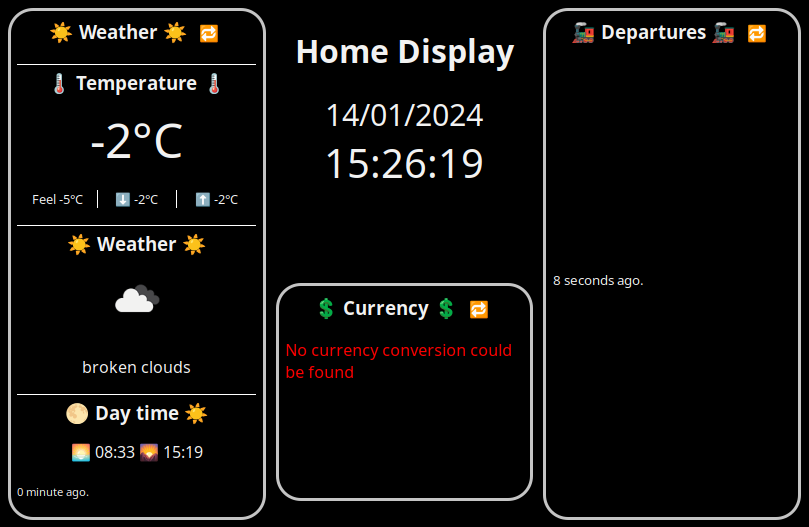 Weather
Temperature
-2°C
Feel -5°C
-2°C
-2°C
Weather
broken clouds
Day time
08:33 15:19
0 minute ago.
Home Display
14/01/2024
15:26:19
Currency
No currency conversion could
be found
Departures
8 seconds ago.